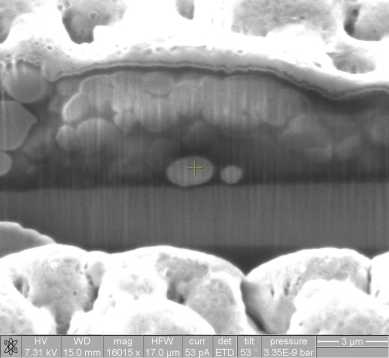 HV WD mag HFW curr det tilt pressure 3 µm
7.31 kV 15.0 mm 16015 x 17.0 µm 53 pA ETD 53 ° 3.35E-9 bar